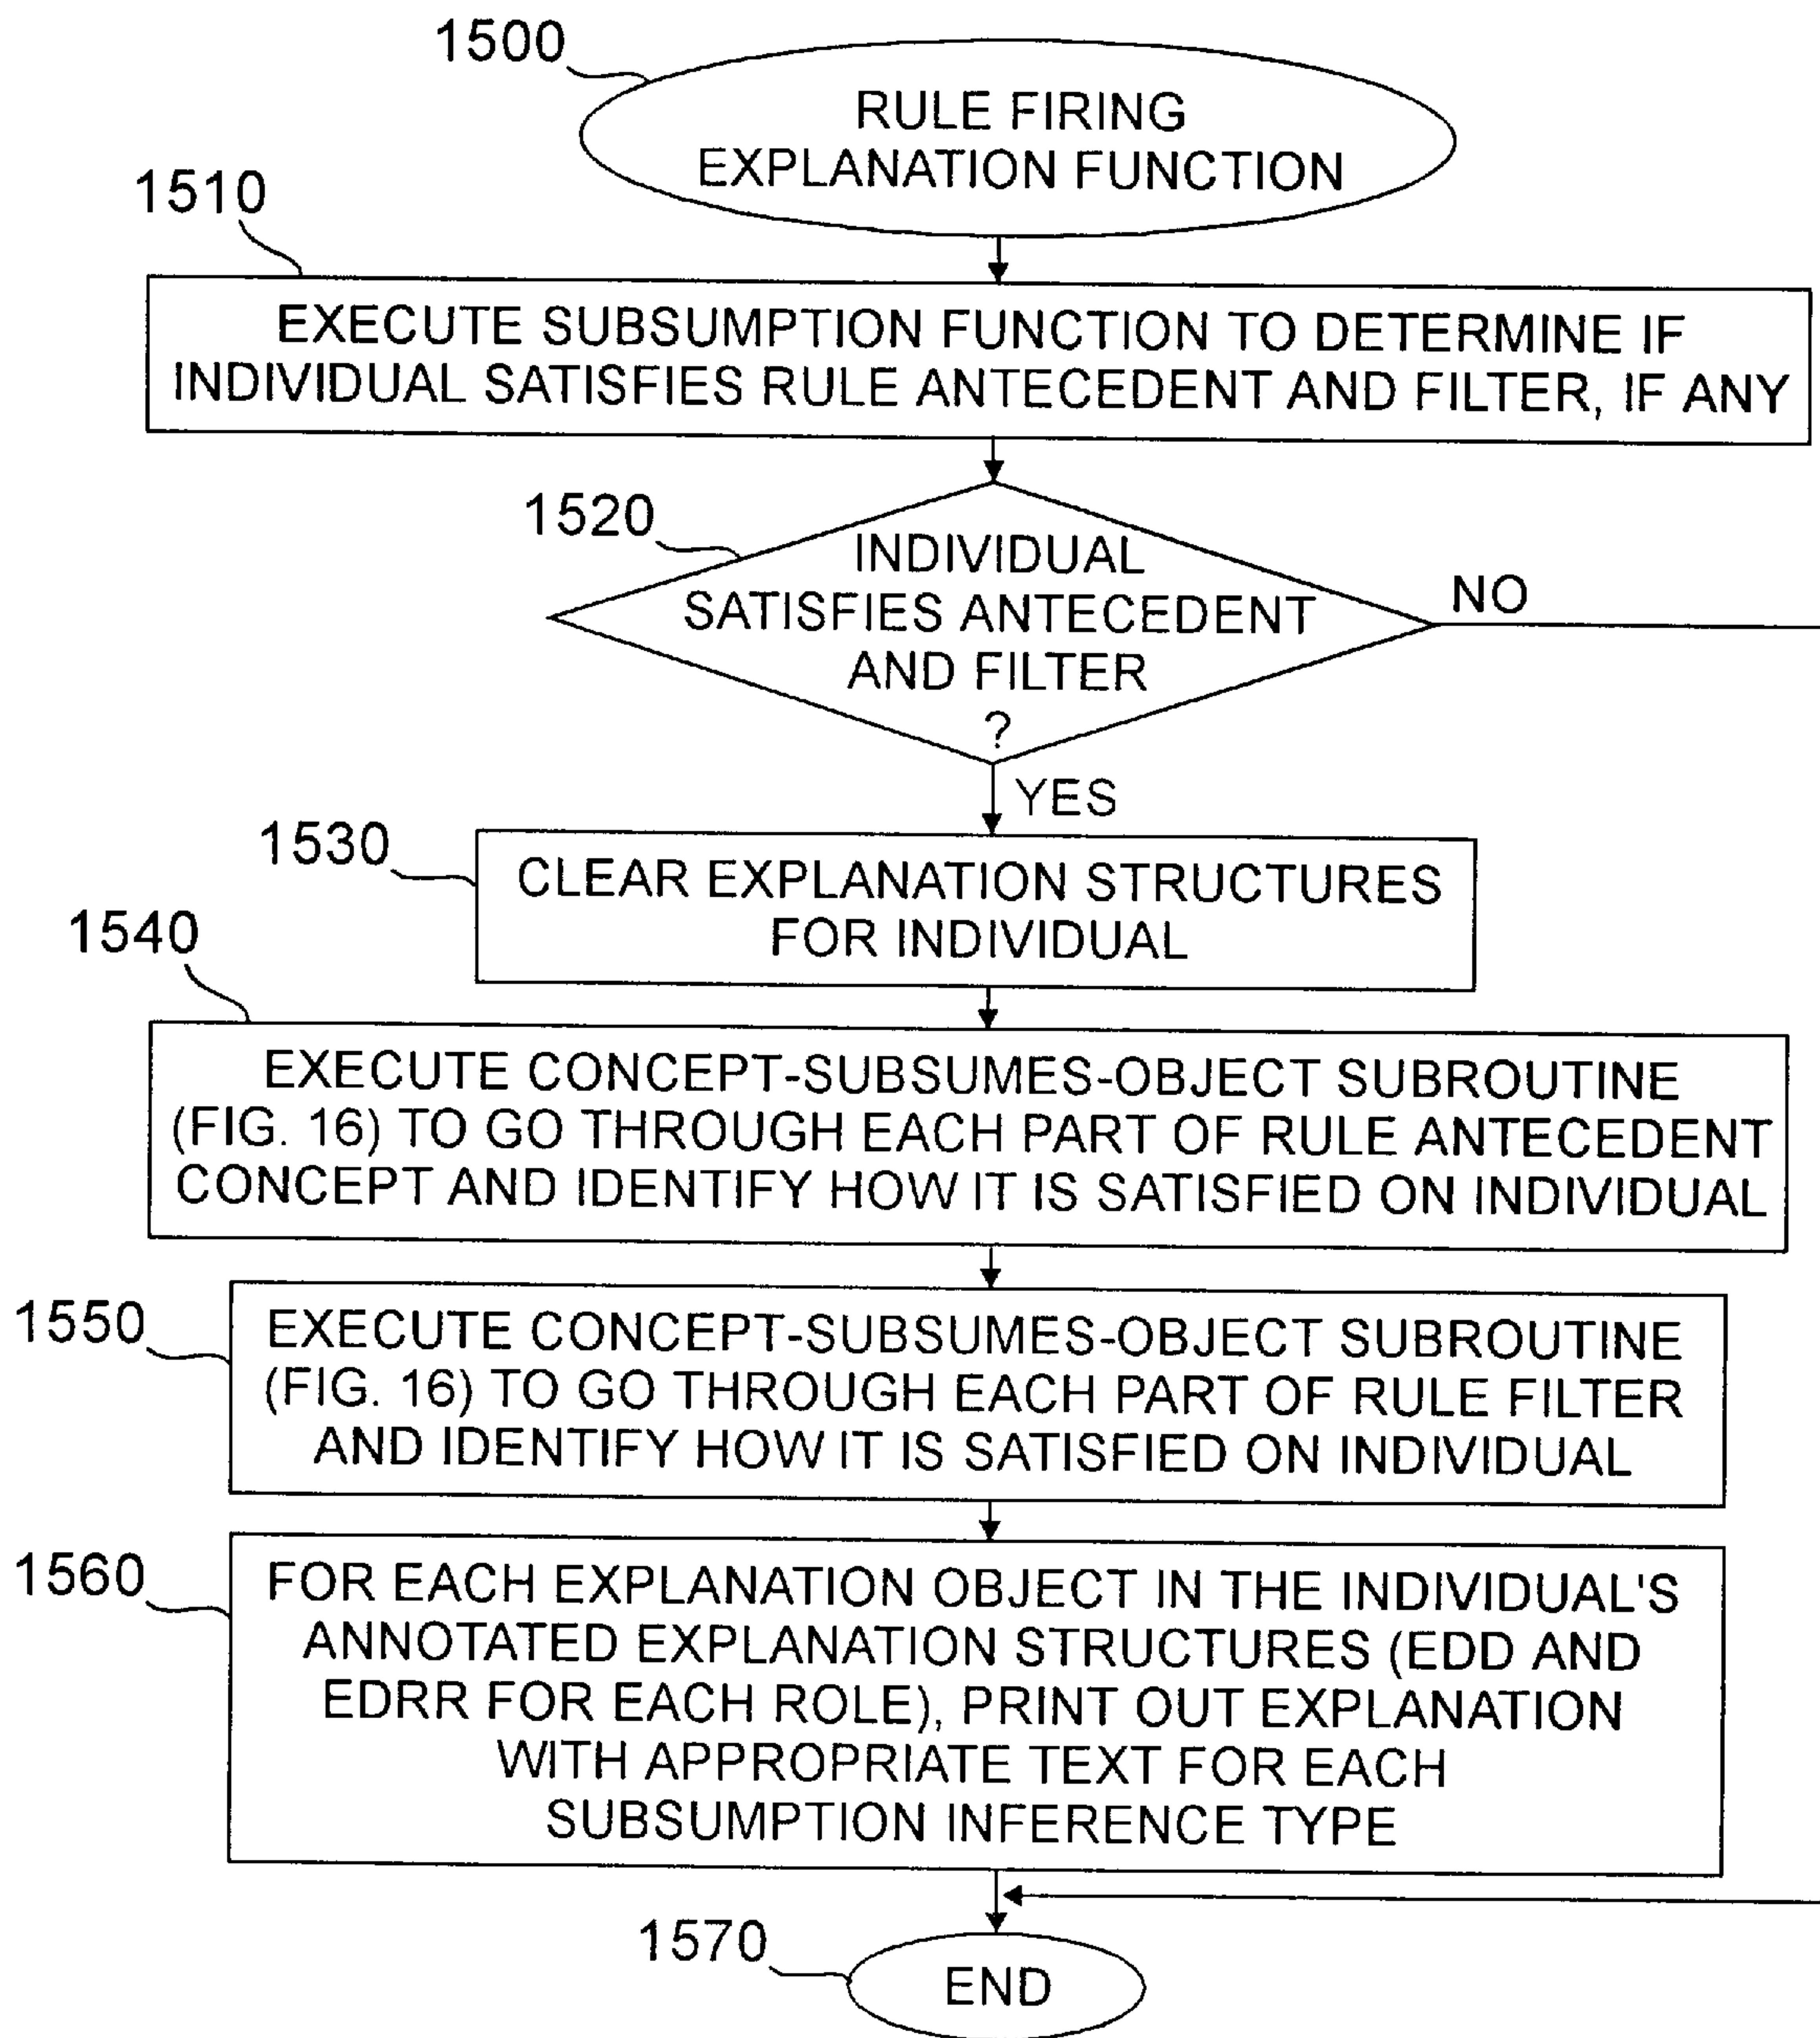 1500
RULE FIRING
EXPLANATION FUNCTION
1510
EXECUTE SUBSUMPTION FUNCTION TO DETERMINE IF
INDIVIDUAL SATISFIES RULE ANTECEDENT AND FILTER, IF ANY
1520
INDIVIDUAL
SATISFIES ANTECEDENT
AND FILTER
?
NO
YES
1530
CLEAR EXPLANATION STRUCTURES
FOR INDIVIDUAL
1540
EXECUTE CONCEPT-SUBSUMES-OBJECT SUBROUTINE
(FIG. 16) TO GO THROUGH EACH PART OF RULE ANTECEDENT
CONCEPT AND IDENTIFY HOW IT IS SATISFIED ON INDIVIDUAL
1550
EXECUTE CONCEPT-SUBSUMES-OBJECT SUBROUTINE
(FIG. 16) TO GO THROUGH EACH PART OF RULE FILTER
AND IDENTIFY HOW IT IS SATISFIED ON INDIVIDUAL
1560
FOR EACH EXPLANATION OBJECT IN THE INDIVIDUAL'S
ANNOTATED EXPLANATION STRUCTURES (EDD AND
EDRR FOR EACH ROLE), PRINT OUT EXPLANATION
WITH APPROPRIATE TEXT FOR EACH
SUBSUMPTION INFERENCE TYPE
1570
END